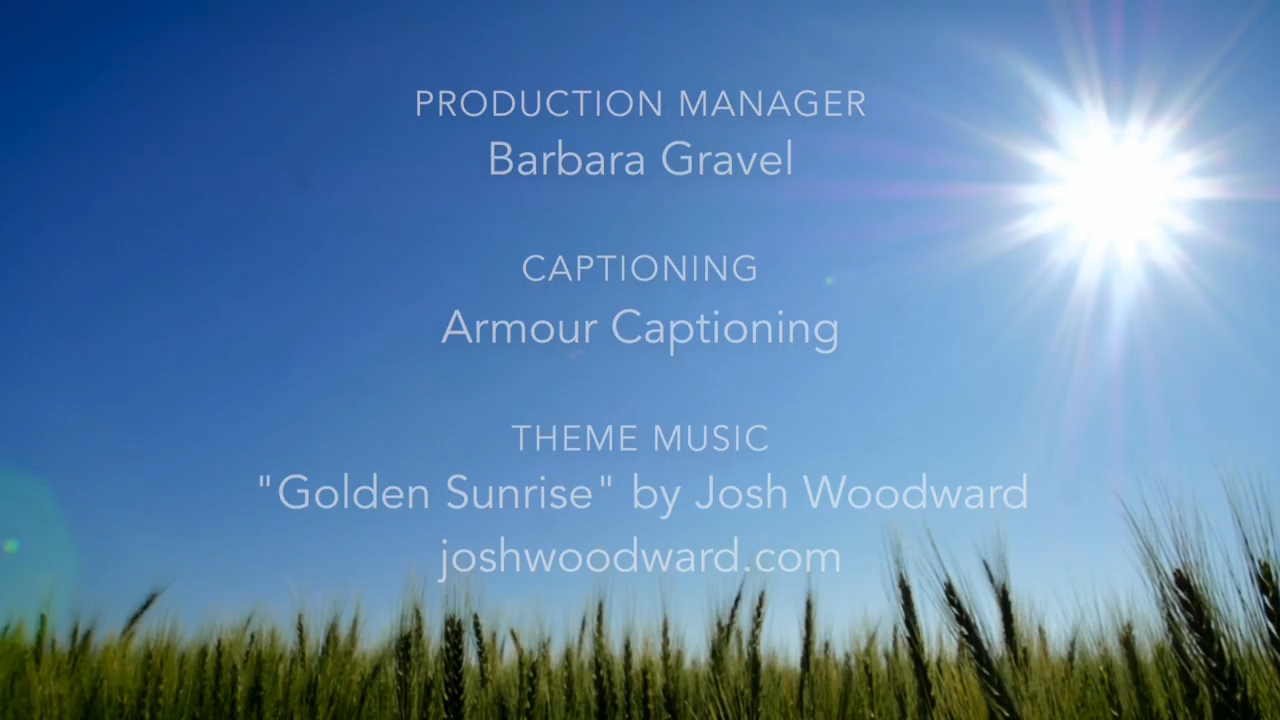 PRODUCTION MANAGER
Barbara Gravel
CAPTIONING
Armour Captioning
THEME MUSIC
"Golden Sunrise" by Josh Woodward
joshwoodward.com